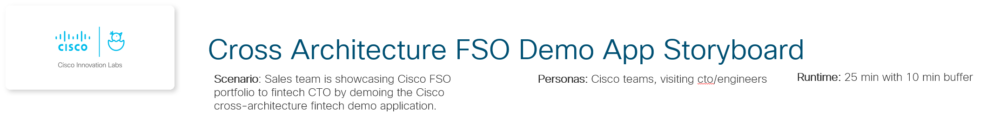 CISCO
Cisco Innovation Labs
Cross Architecture FSO Demo App Storyboard
Scenario: Sales team is showcasing Cisco FSO
portfolio to fintech CTO by demoing the Cisco
cross-architecture fintech demo application.
Personas: Cisco teams, visiting cto/engineers
Runtime: 25 min with 10 min buffer